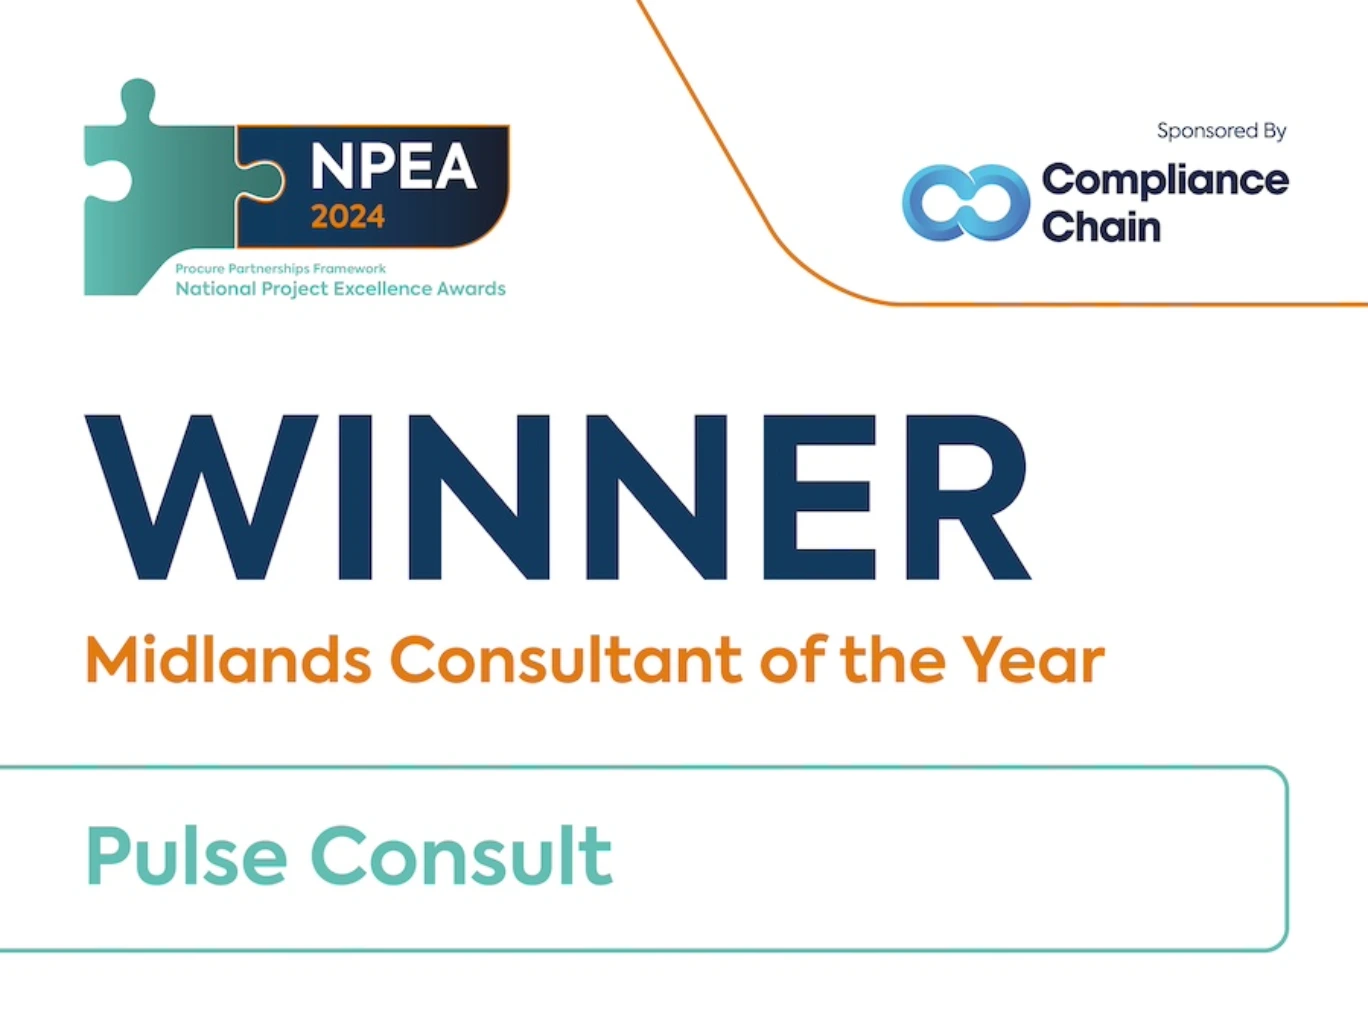 NPEA
2024
Procure Partnerships Framework
National Project Excellence Awards
Sponsored By
Compliance
Chain
WINNER
Midlands Consultant of the Year
Pulse Consult